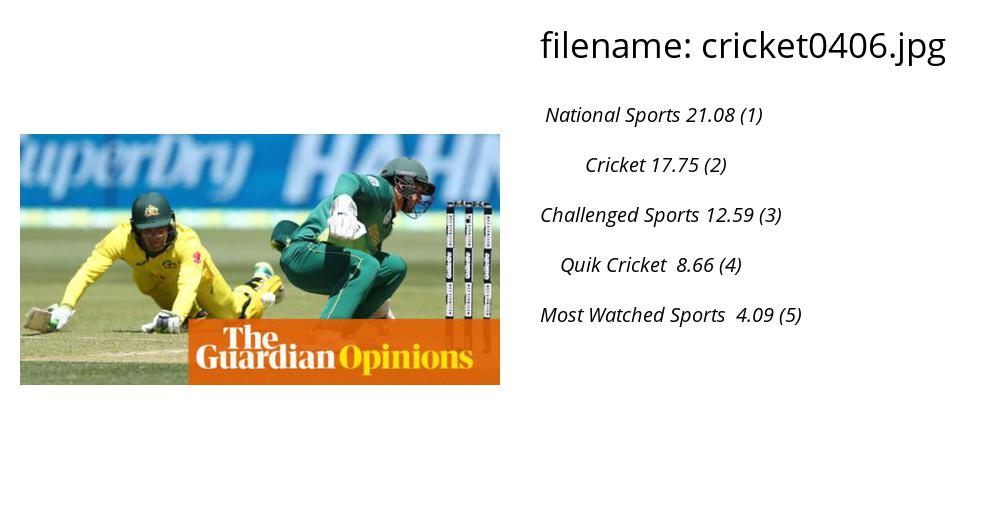 filename: cricket0406.jpg
National Sports 21.08 (1)
Cricket 17.75 (2)
Challenged Sports 12.59 (3)
Quik Cricket 8.66 (4)
Most Watched Sports 4.09 (5)
uperDry HAHN
The
Guardian Opinions